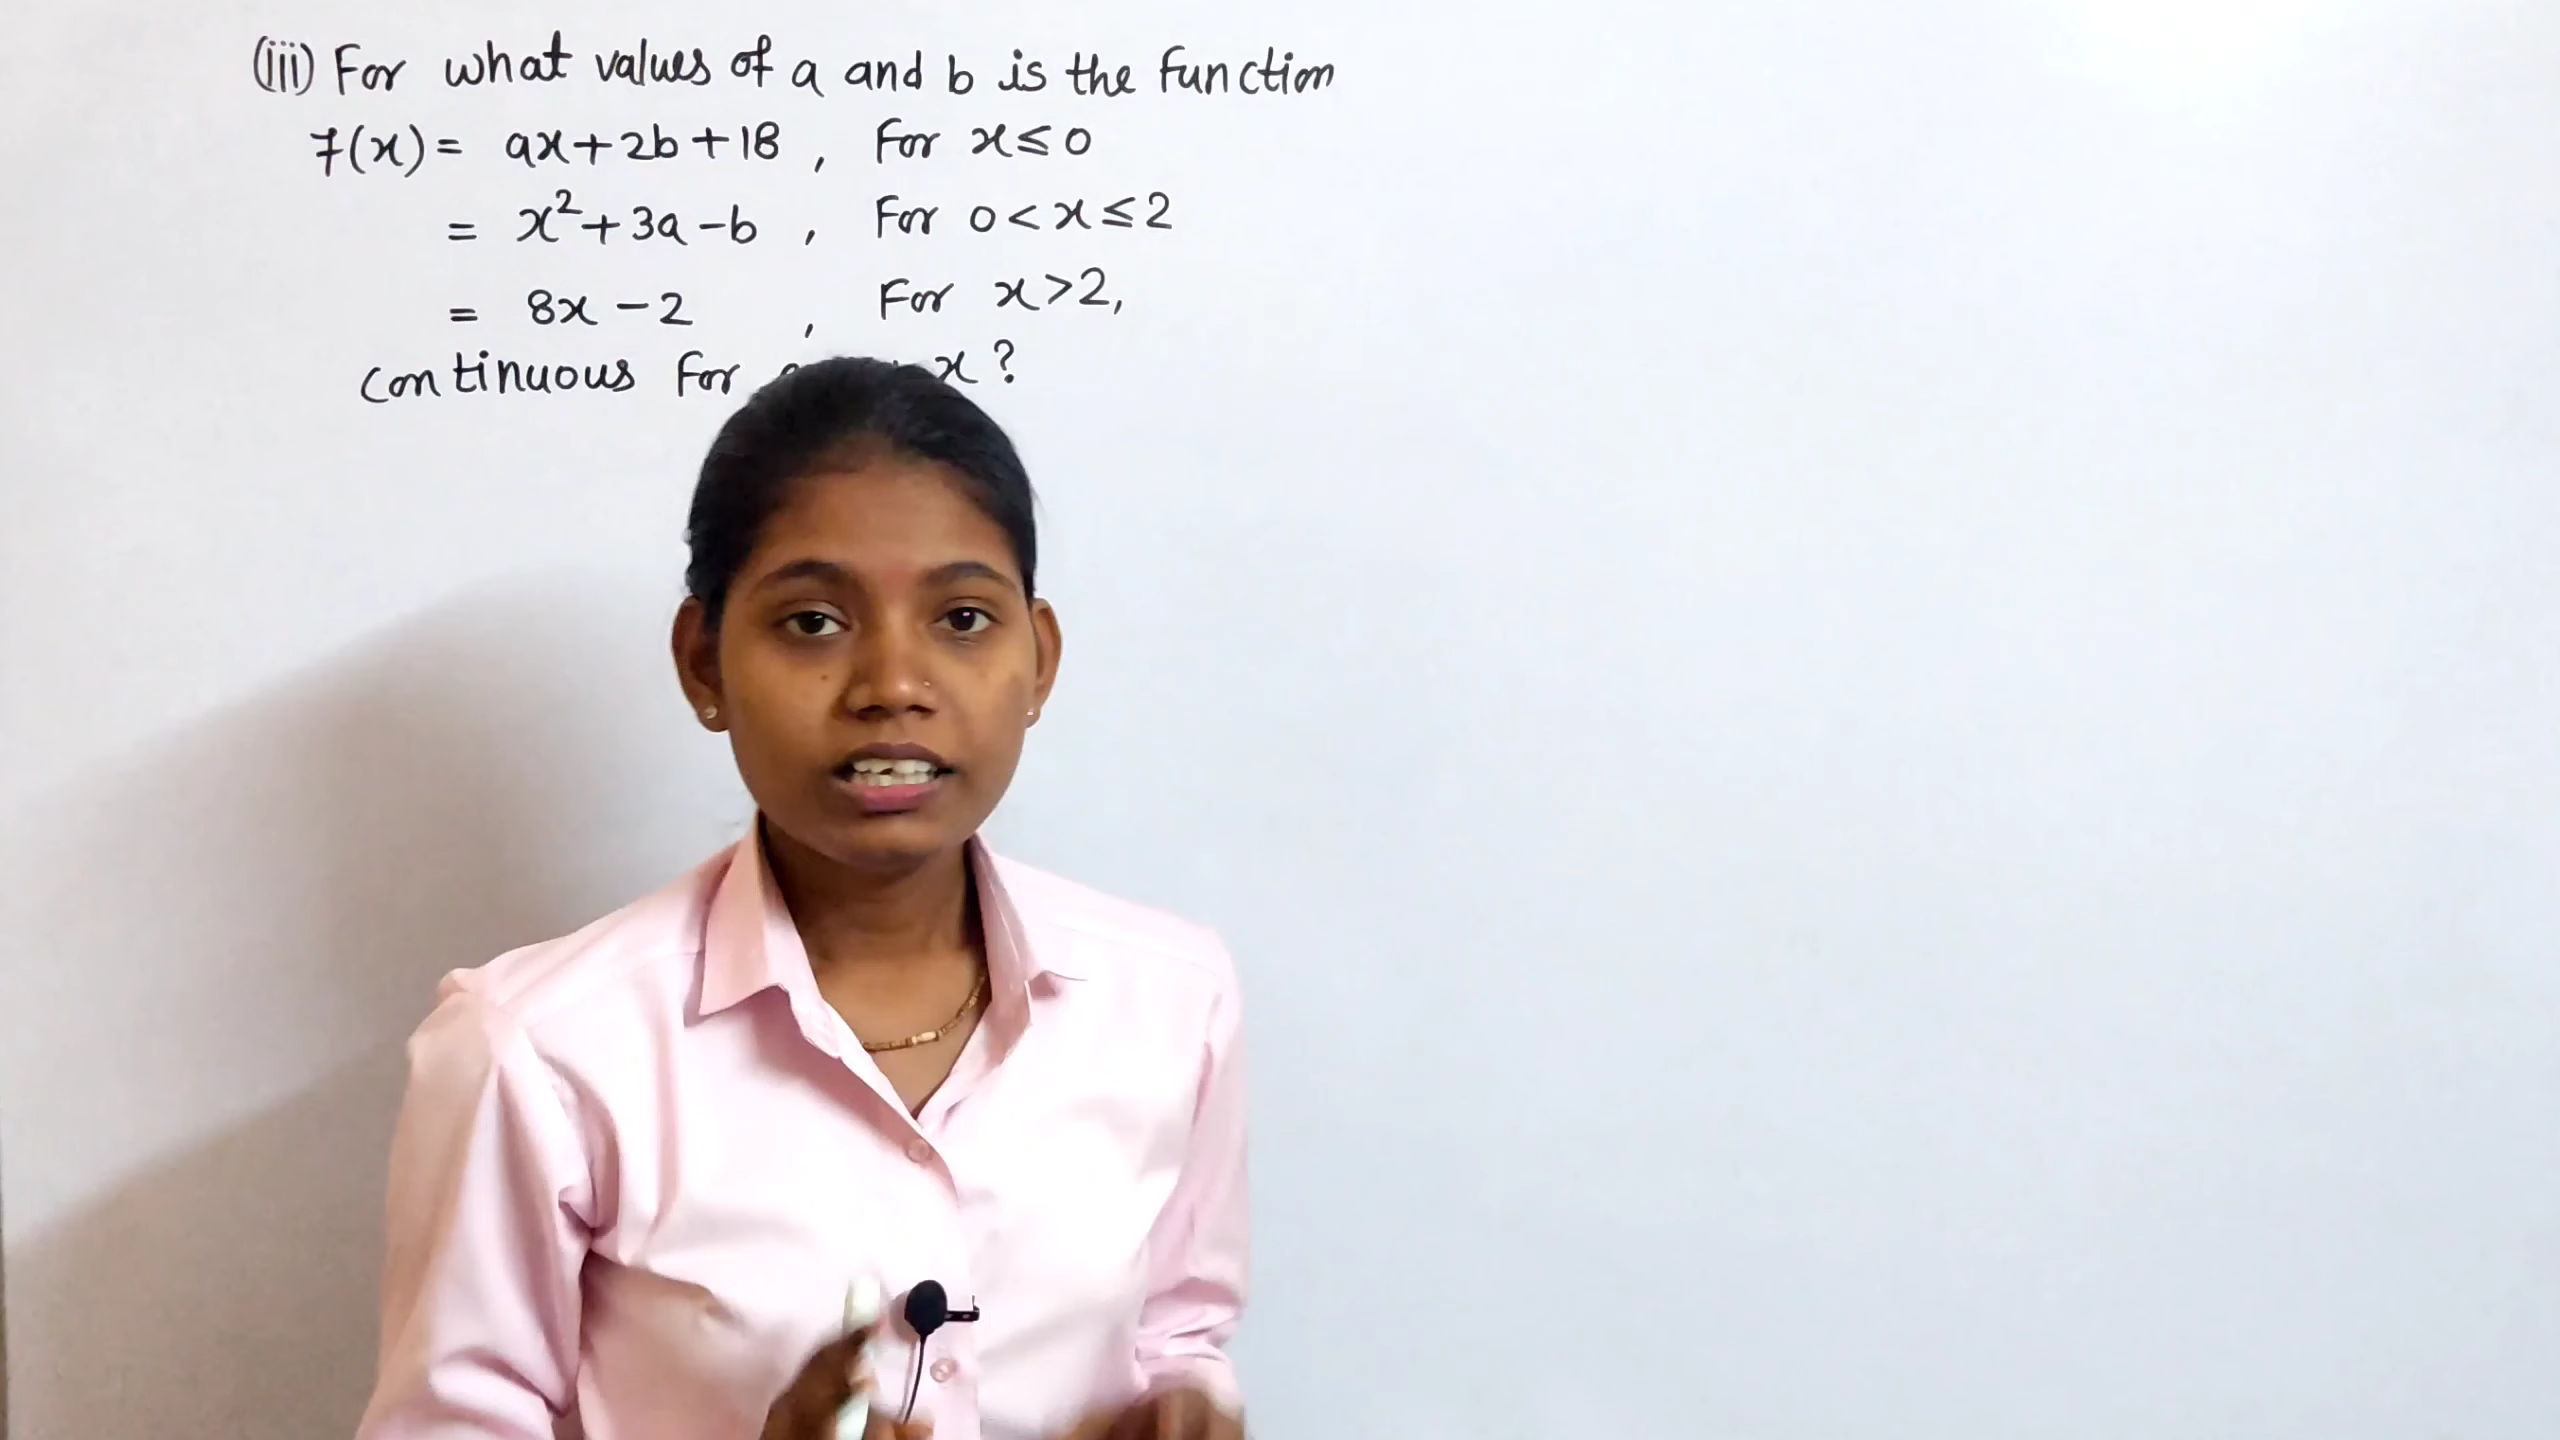 (iii) For what values of a and b is the function
f(x) = ax+2b+18 , For x≤0
= x²+3a-b , For 0<x≤2
= 8x-2 , For x>2,
continuous for x?